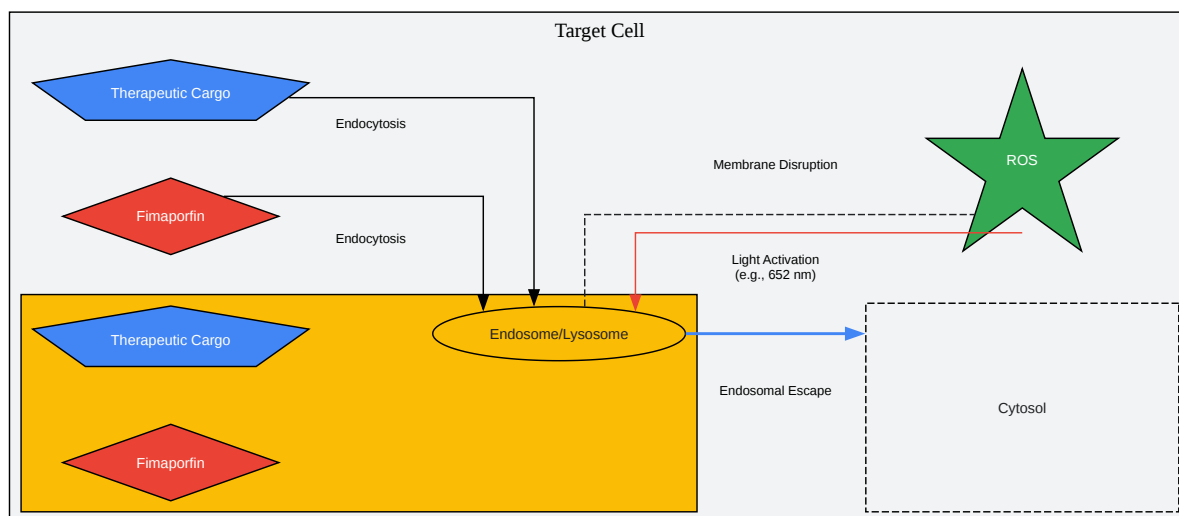 Target Cell
Therapeutic Cargo
Endocytosis
Membrane Disruption
ROS
Fimaporfin
Endocytosis
Light Activation
(e.g., 652 nm)
Therapeutic Cargo
Endosome/Lysosome
Endosomal Escape
Cytosol
Fimaporfin